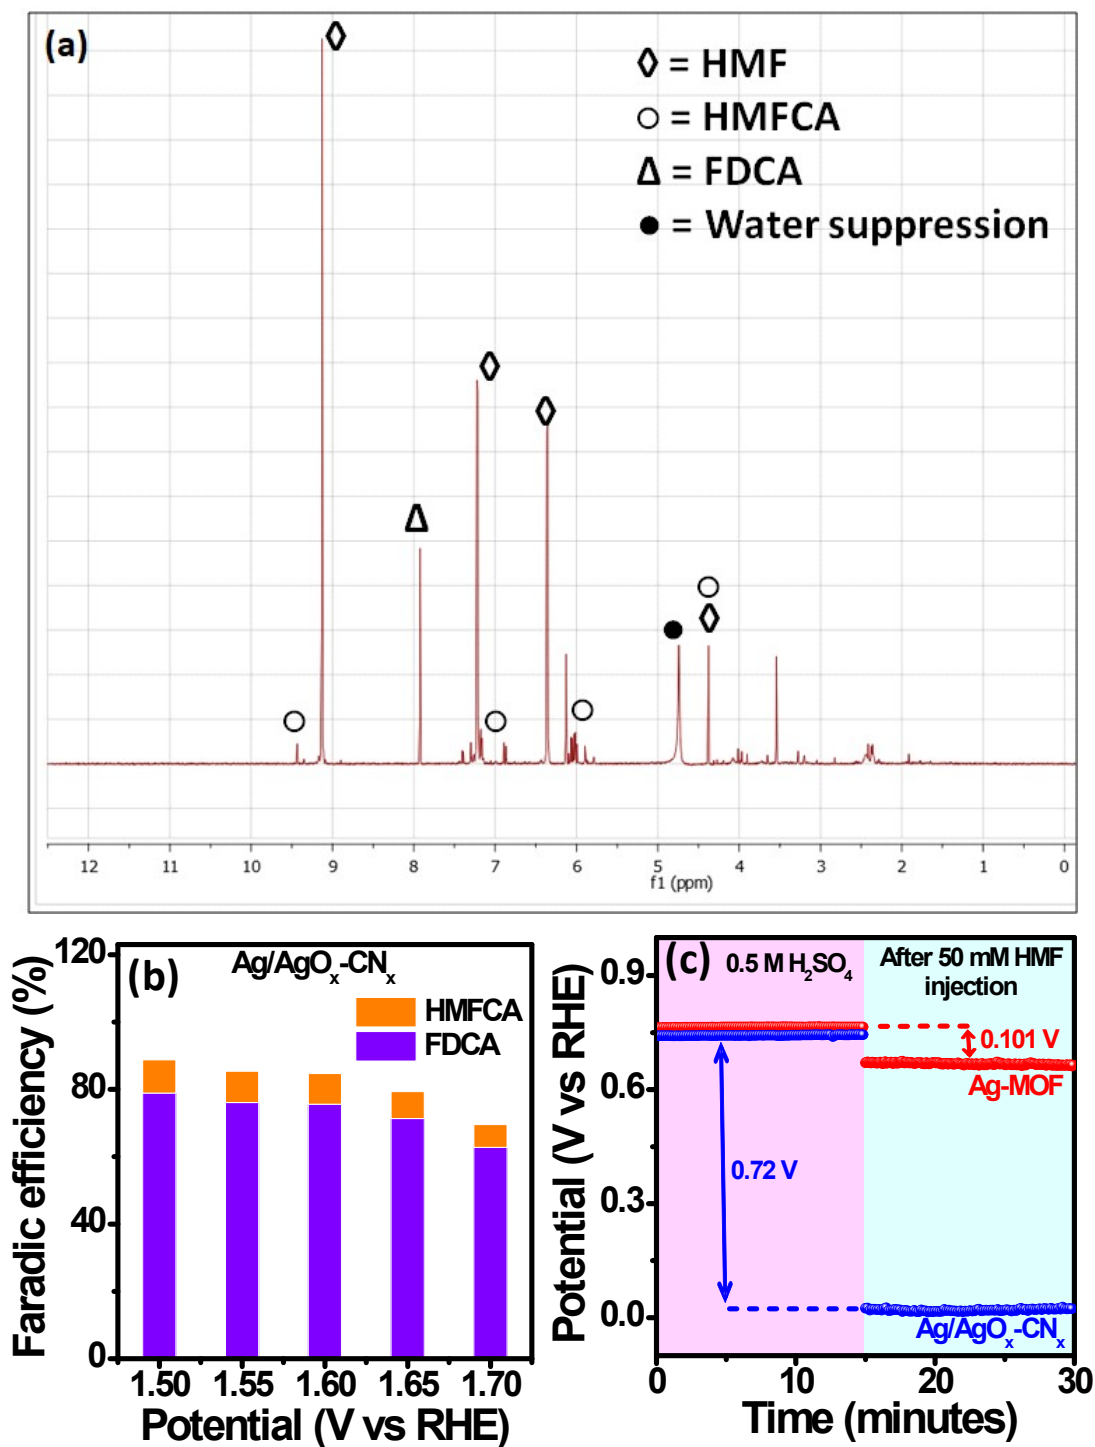 (a)
◊ = HMF
○ = HMFCA
Δ = FDCA
● = Water suppression
12 11 10 9 8 7 6 5 4 3 2 1 0
f1 (ppm)
(b)
Ag/AgOₓ-CNₓ
HMFCA
FDCA
120
80
40
0
Faradic efficiency (%)
1.50 1.55 1.60 1.65 1.70
Potential (V vs RHE)
(c)
0.5 M H₂SO₄
After 50 mM HMF
injection
0.101 V
Ag-MOF
0.72 V
Ag/AgOₓ-CNₓ
0.9
0.6
0.3
0.0
Potential (V vs RHE)
0 10 20 30
Time (minutes)